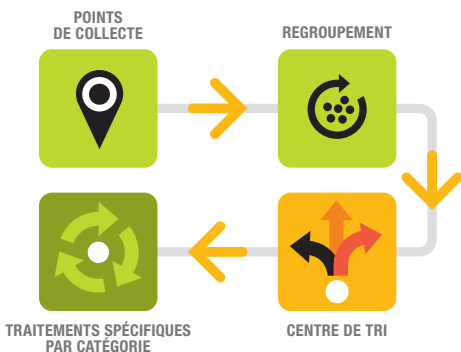 POINTS
DE COLLECTE
REGROUPEMENT
TRAITEMENTS SPÉCIFIQUES
PAR CATÉGORIE
CENTRE DE TRI